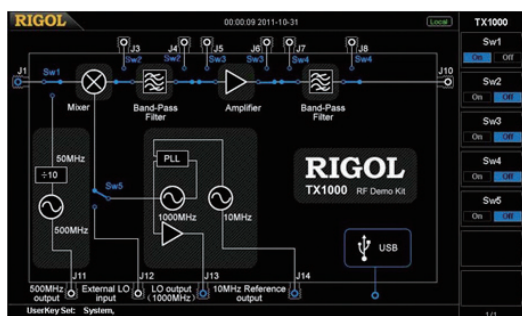 RIGOL 00:00:09 2011-10-31 Local TX1000
J3 J4 J5 J6 J7 J8
Sw2 Sw2 Sw3 Sw3 Sw4 Sw4
J1 Sw1 J10
Mixer Band-Pass Filter Amplifier Band-Pass Filter
50MHz
÷10
500MHz
Sw5
PLL
1000MHz
10MHz
RIGOL
TX1000 RF Demo Kit
USB
J11 J12 J13 J14
500MHz output External LO input LO output (1000MHz) 10MHz Reference output
UserKey Set: System,
Sw1
On Off
Sw2
On Off
Sw3
On Off
Sw4
On Off
Sw5
On Off
1/1